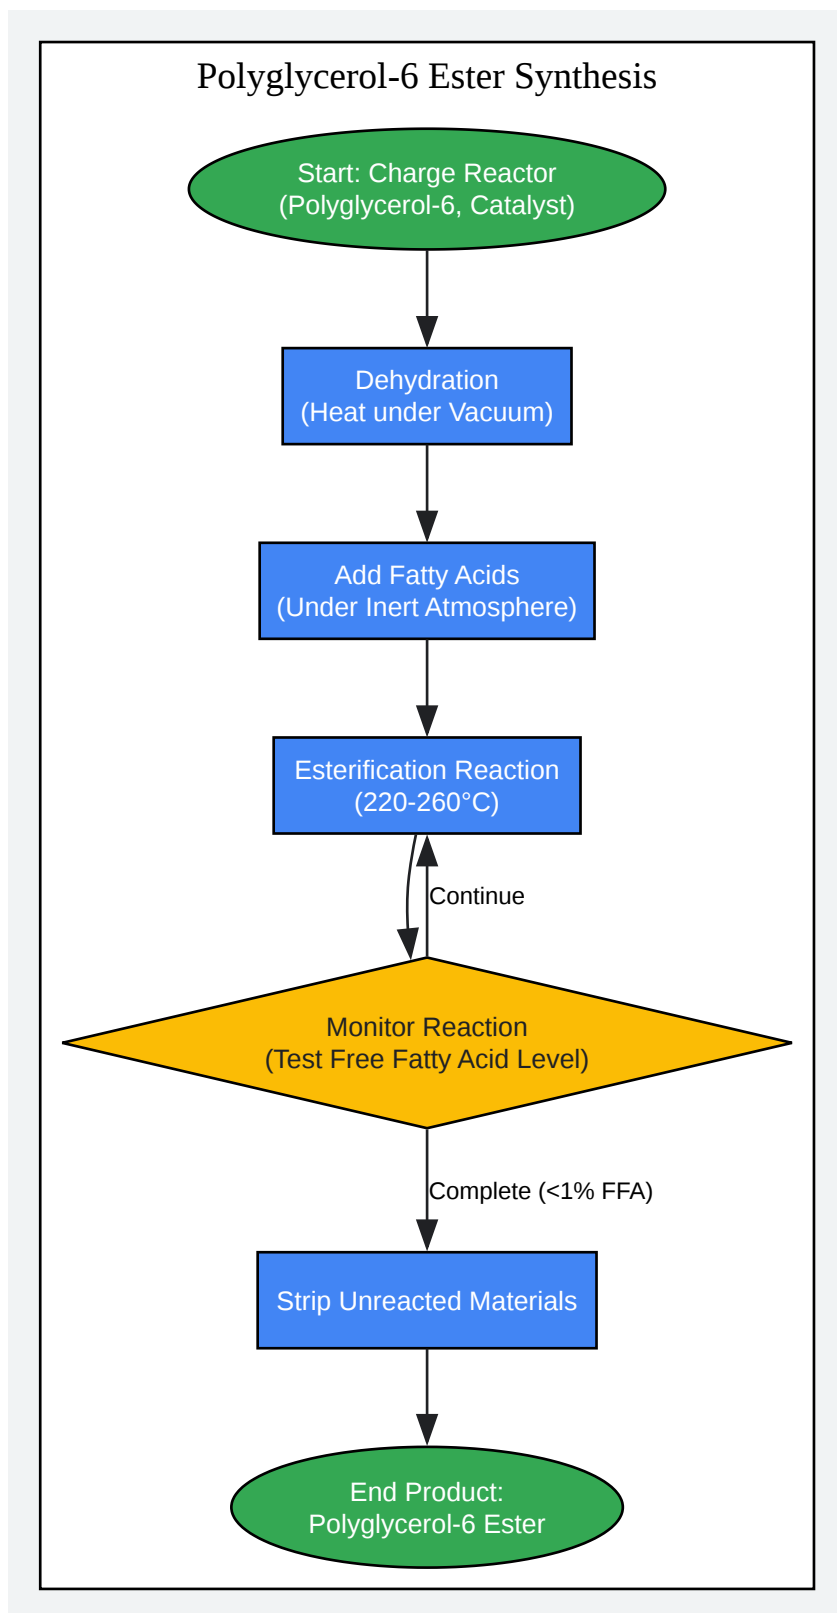 Polyglycerol-6 Ester Synthesis
Start: Charge Reactor
(Polyglycerol-6, Catalyst)
Dehydration
(Heat under Vacuum)
Add Fatty Acids
(Under Inert Atmosphere)
Esterification Reaction
(220-260°C)
Continue
Monitor Reaction
(Test Free Fatty Acid Level)
Complete (<1% FFA)
Strip Unreacted Materials
End Product:
Polyglycerol-6 Ester